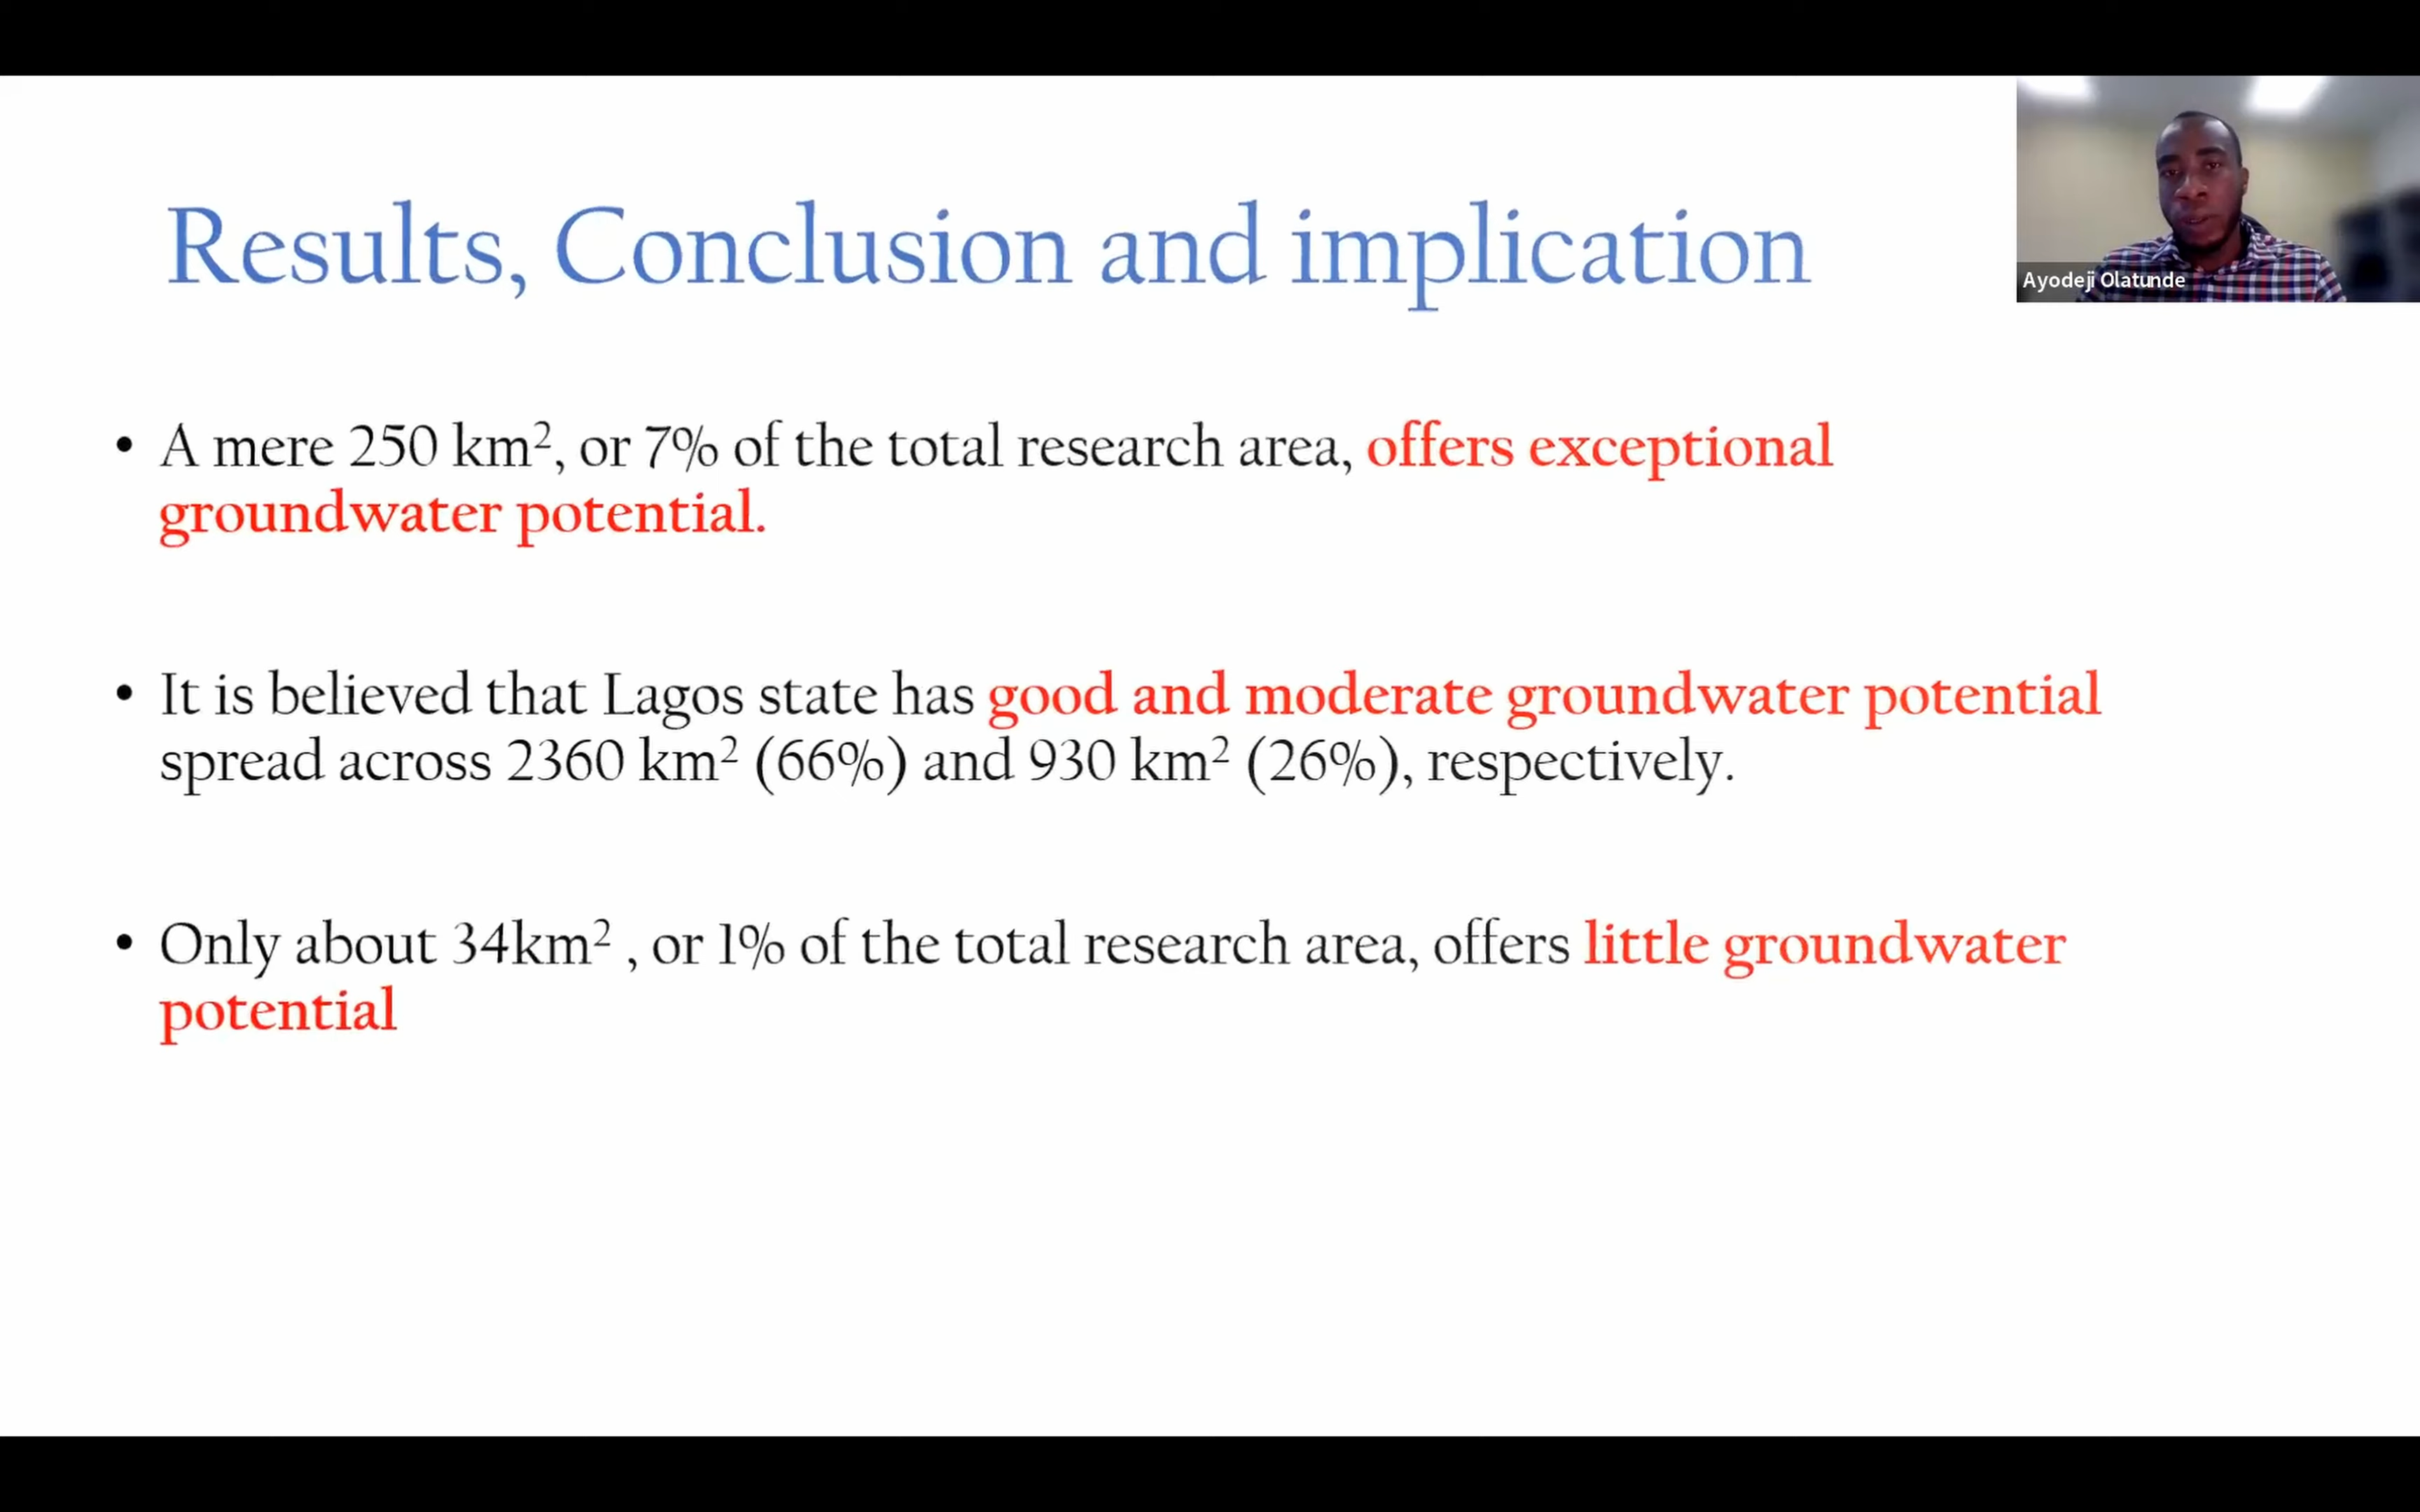 Results, Conclusion and implication
Ayodeji Olatunde
• A mere 250 km², or 7% of the total research area, offers exceptional
groundwater potential.
• It is believed that Lagos state has good and moderate groundwater potential
spread across 2360 km² (66%) and 930 km² (26%), respectively.
• Only about 34km² , or 1% of the total research area, offers little groundwater
potential